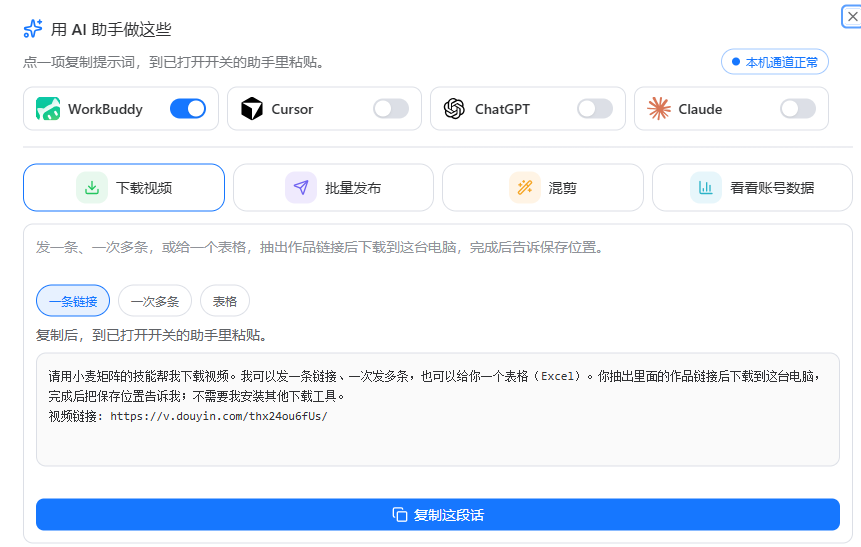 用 AI 助手做这些
点一项复制提示词，到已打开开关的助手里粘贴。
本机通道正常
WorkBuddy
Cursor
ChatGPT
Claude
下载视频
批量发布
混剪
看看账号数据
发一条、一次多条，或给一个表格，抽出作品链接后下载到这台电脑，完成后告诉保存位置。
一条链接
一次多条
表格
复制后，到已打开开关的助手里粘贴。
请用小麦矩阵的技能帮我下载视频。我可以发一条链接、一次发多条，也可以给你一个表格（Excel）。你抽出里面的作品链接后下载到这台电脑，
完成后把保存位置告诉我；不需要我安装其他下载工具。
视频链接: https://v.douyin.com/thx24ou6fUs/
复制这段话